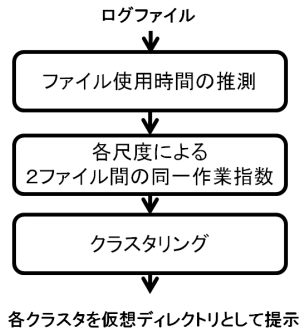 ログファイル
ファイル使用時間の推測
各尺度による
2ファイル間の同一作業指数
クラスタリング
各クラスタを仮想ディレクトリとして提示